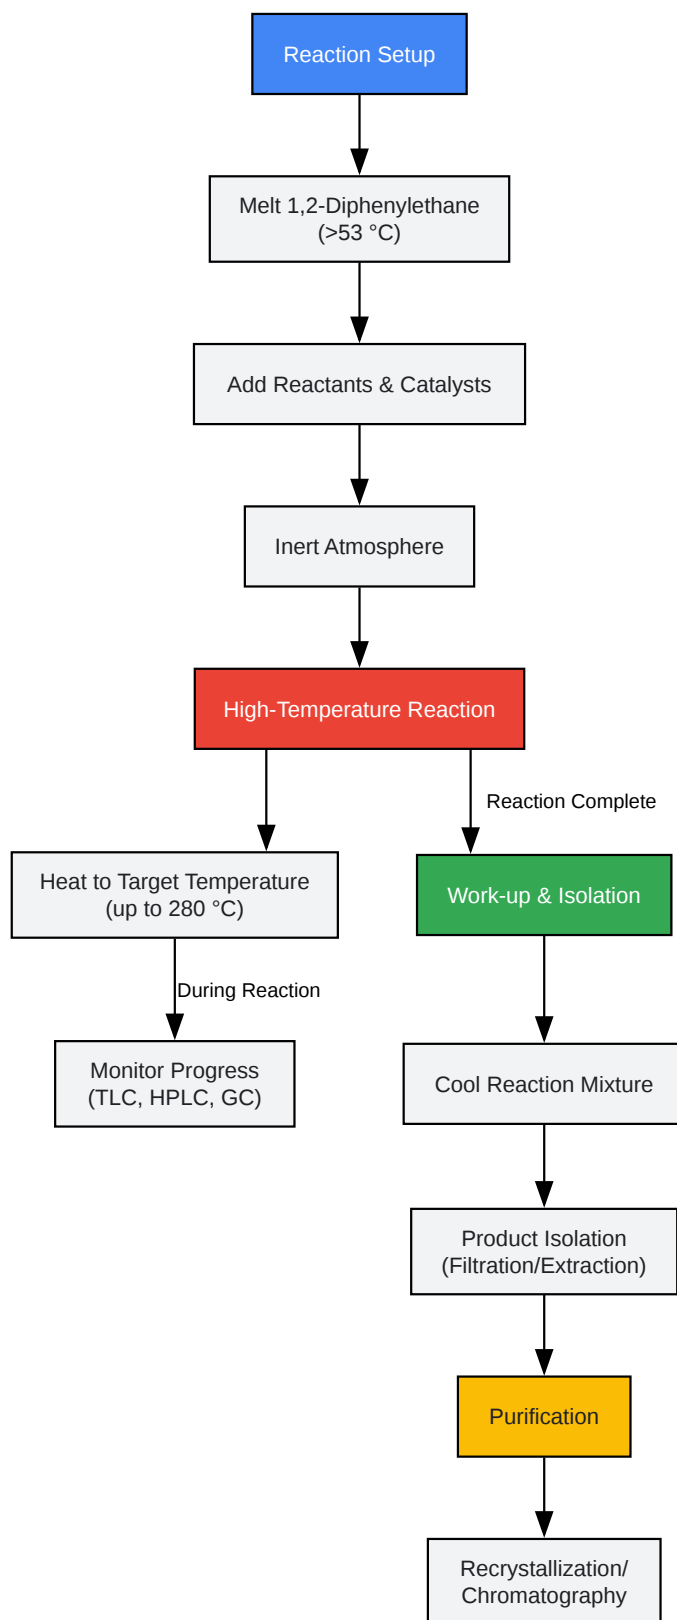 Reaction Setup
Melt 1,2-Diphenylethane
(>53 °C)
Add Reactants & Catalysts
Inert Atmosphere
High-Temperature Reaction
Reaction Complete
Heat to Target Temperature
(up to 280 °C)
Work-up & Isolation
During Reaction
Monitor Progress
(TLC, HPLC, GC)
Cool Reaction Mixture
Product Isolation
(Filtration/Extraction)
Purification
Recrystallization/
Chromatography